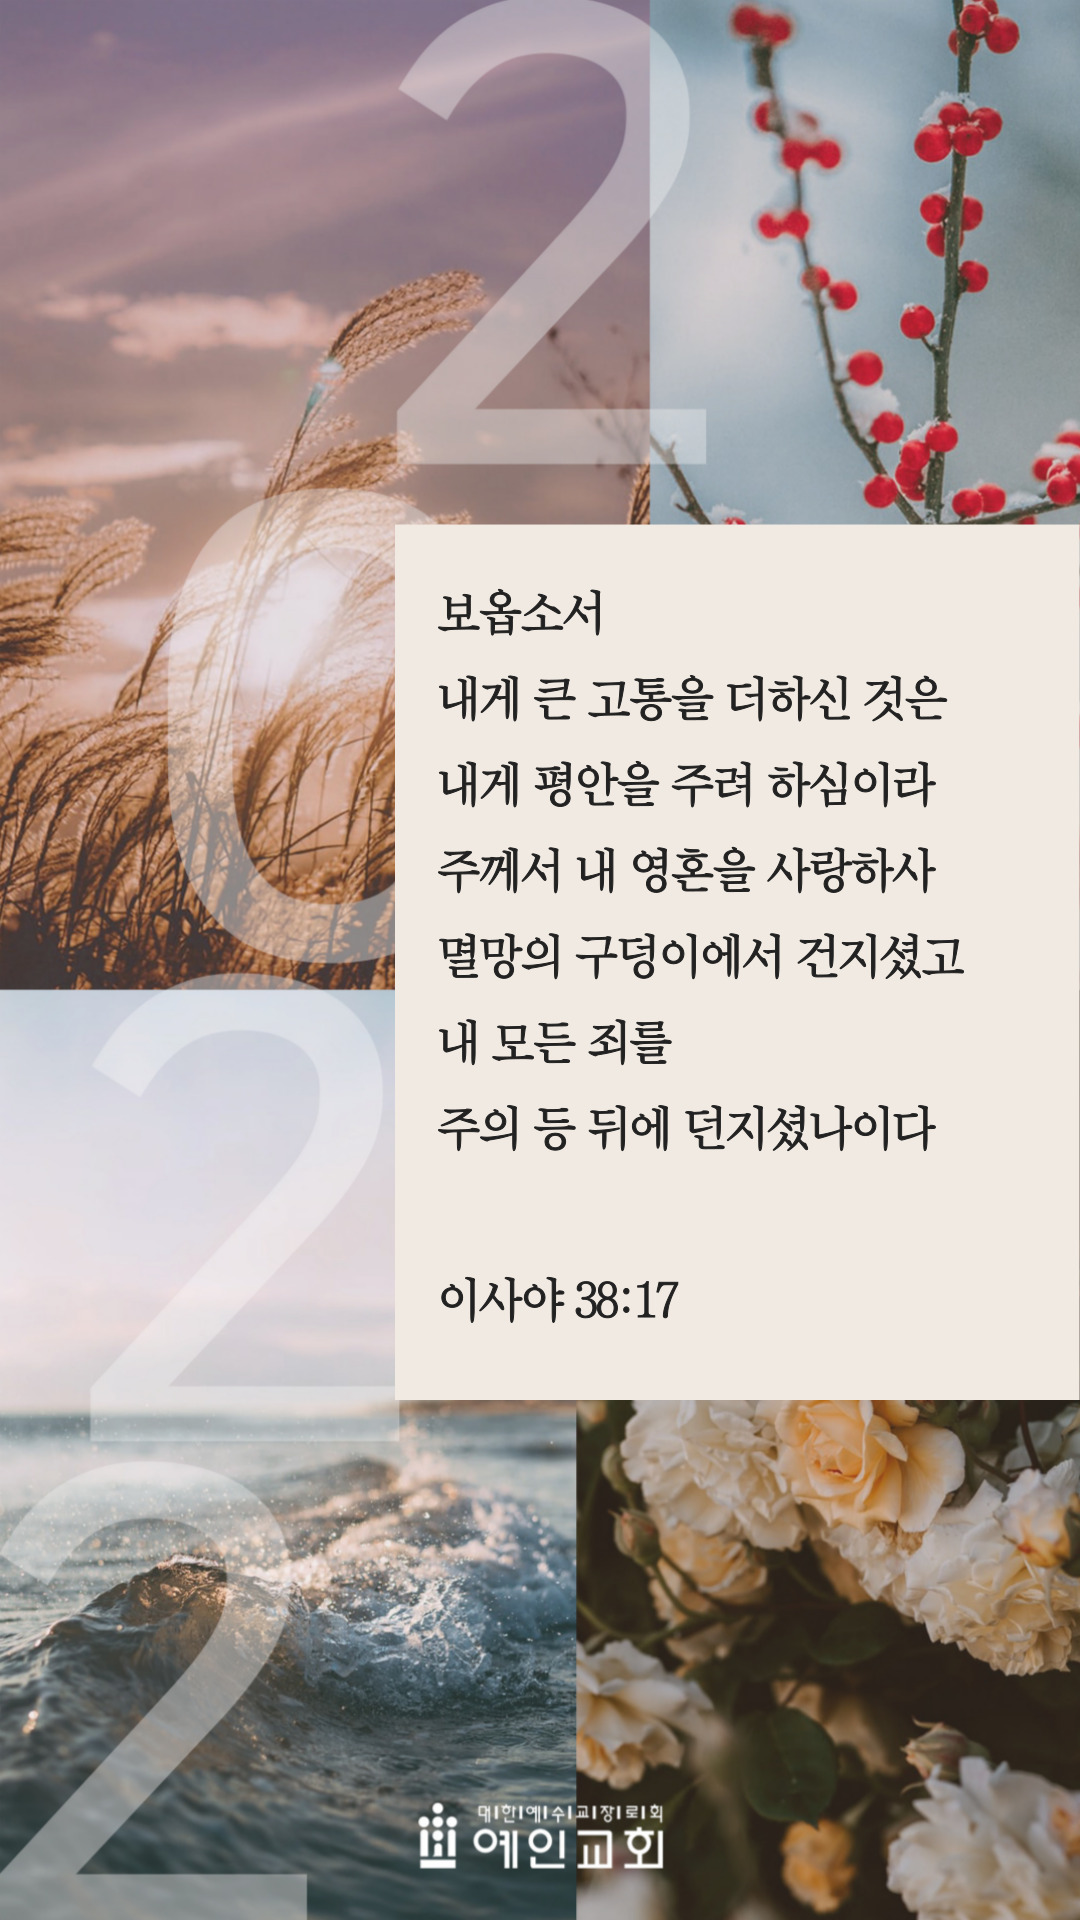 2
0
2
2
보옵소서
내게 큰 고통을 더하신 것은
내게 평안을 주려 하심이라
주께서 내 영혼을 사랑하사
멸망의 구덩이에서 건지셨고
내 모든 죄를
주의 등 뒤에 던지셨나이다
이사야 38:17
대한예수교장로회
예인교회